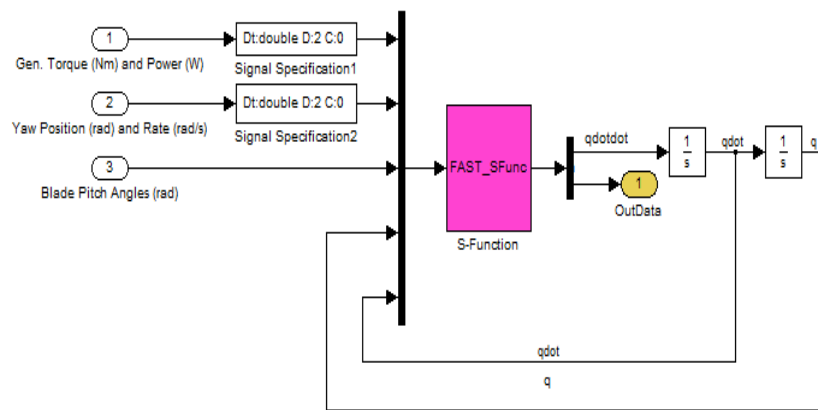 1
Dt:double D:2 C:0
Gen. Torque (Nm) and Power (W)
Signal Specification1
2
Dt:double D:2 C:0
Yaw Position (rad) and Rate (rad/s)
Signal Specification2
3
Blade Pitch Angles (rad)
FAST_SFunc
S-Function
qdotdot
1
s
qdot
1
s
q
1
OutData
qdot
q